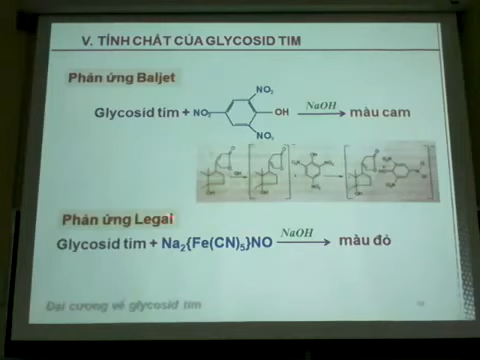 V. TÍNH CHẤT CỦA GLYCOSID TIM
Phản ứng Baljet
NO₂
Glycosid tim + NO₂ OH NaOH màu cam
NO₂
Phản ứng Legal
Glycosid tim + Na₂{Fe(CN)₅}NO NaOH màu đỏ
Đại cương về glycosid tim